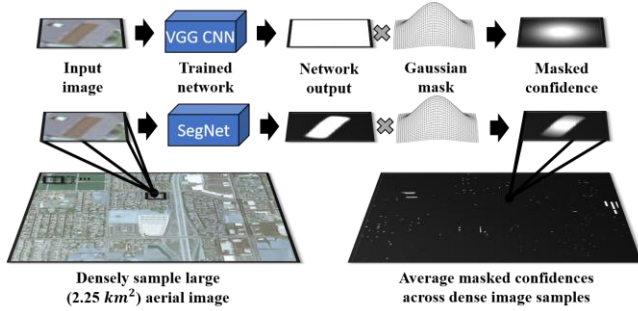 VGG CNN
Input image
Trained network
Network output
Gaussian mask
Masked confidence
SegNet
Densely sample large
(2.25 km²) aerial image
Average masked confidences
across dense image samples